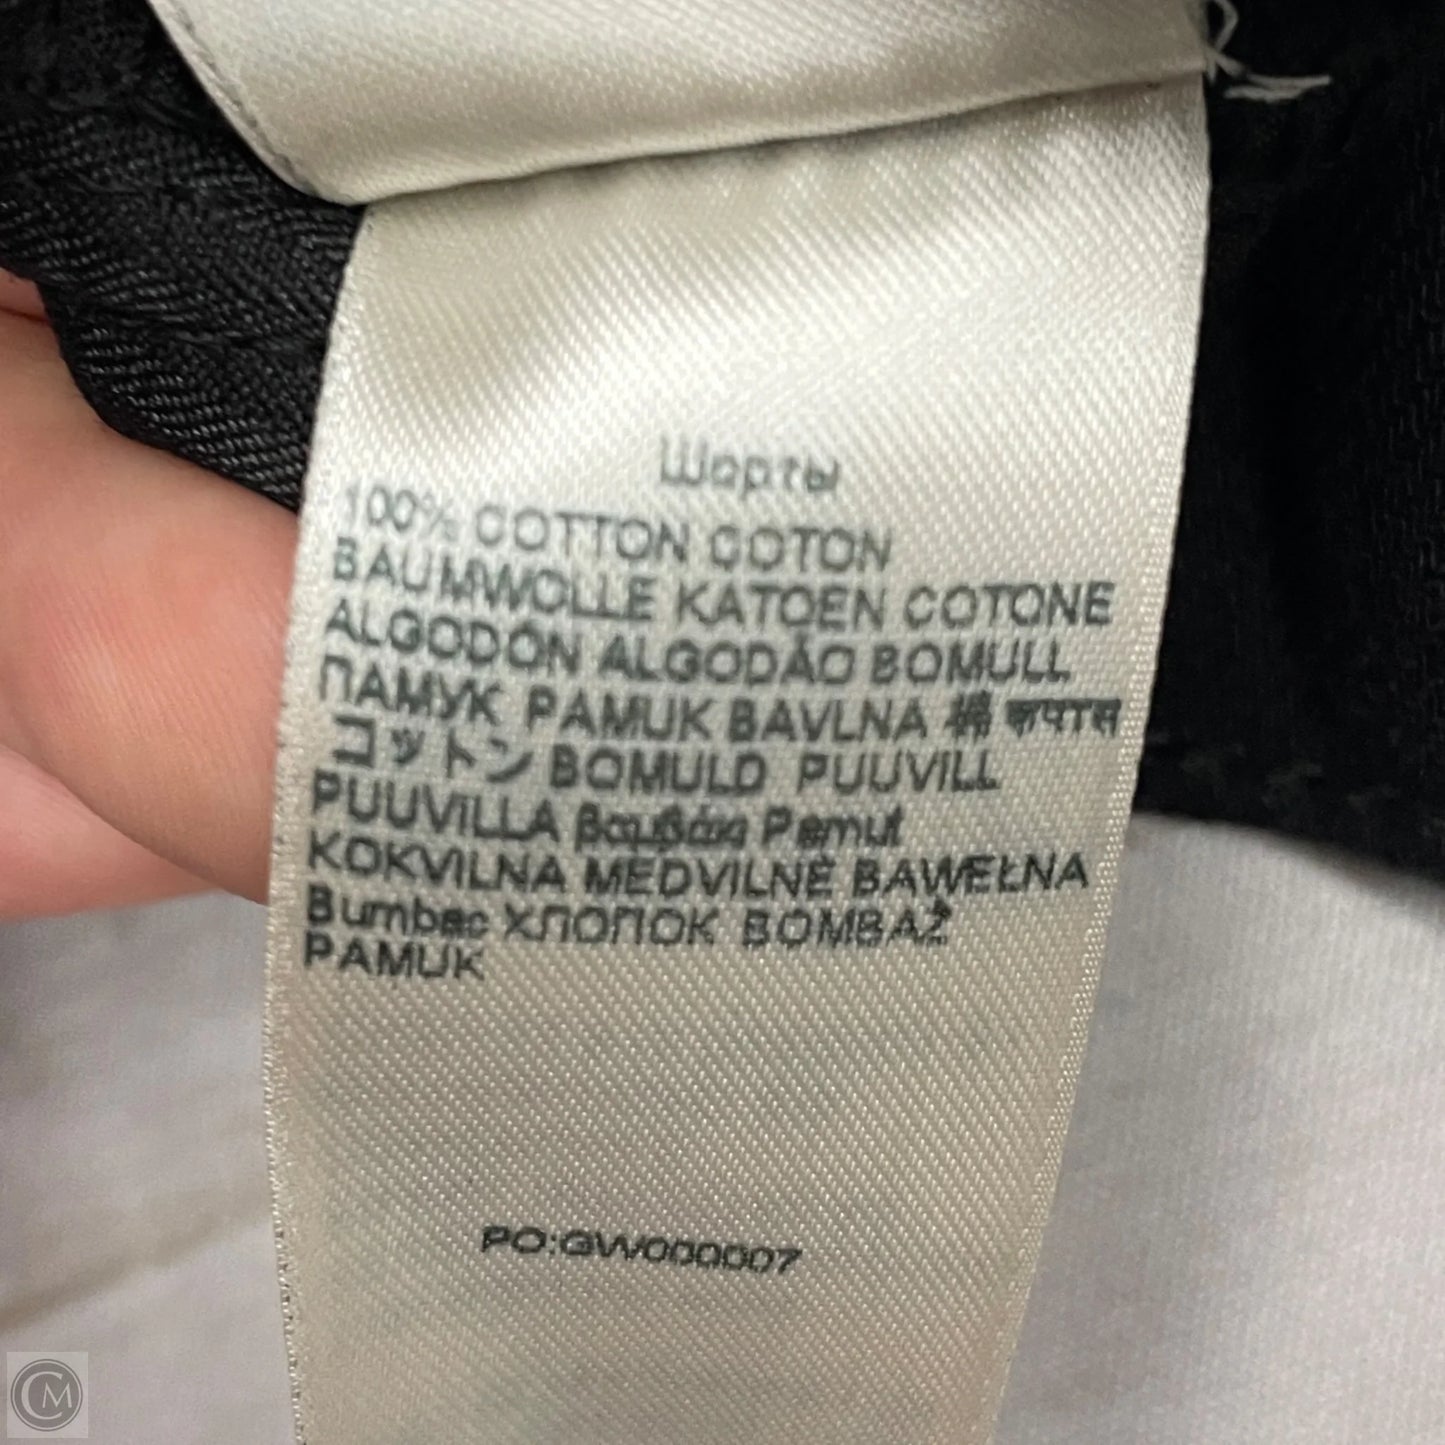 Шорты
100% COTTON COTON
BAUMWOLLE KATOEN COTONE
ALGODÓN ALGODÃO BOMULL
ПАМУК PAMUK BAVLNA 棉 कपास
コットン BOMULD PUUVILL
PUUVILLA βαμβάκι Pamut
KOKVILNA MEDVILNĖ BAWEŁNA
Bumbac ХЛОПОК BOMBAŽ
PAMUK
PO:GW000007
CM